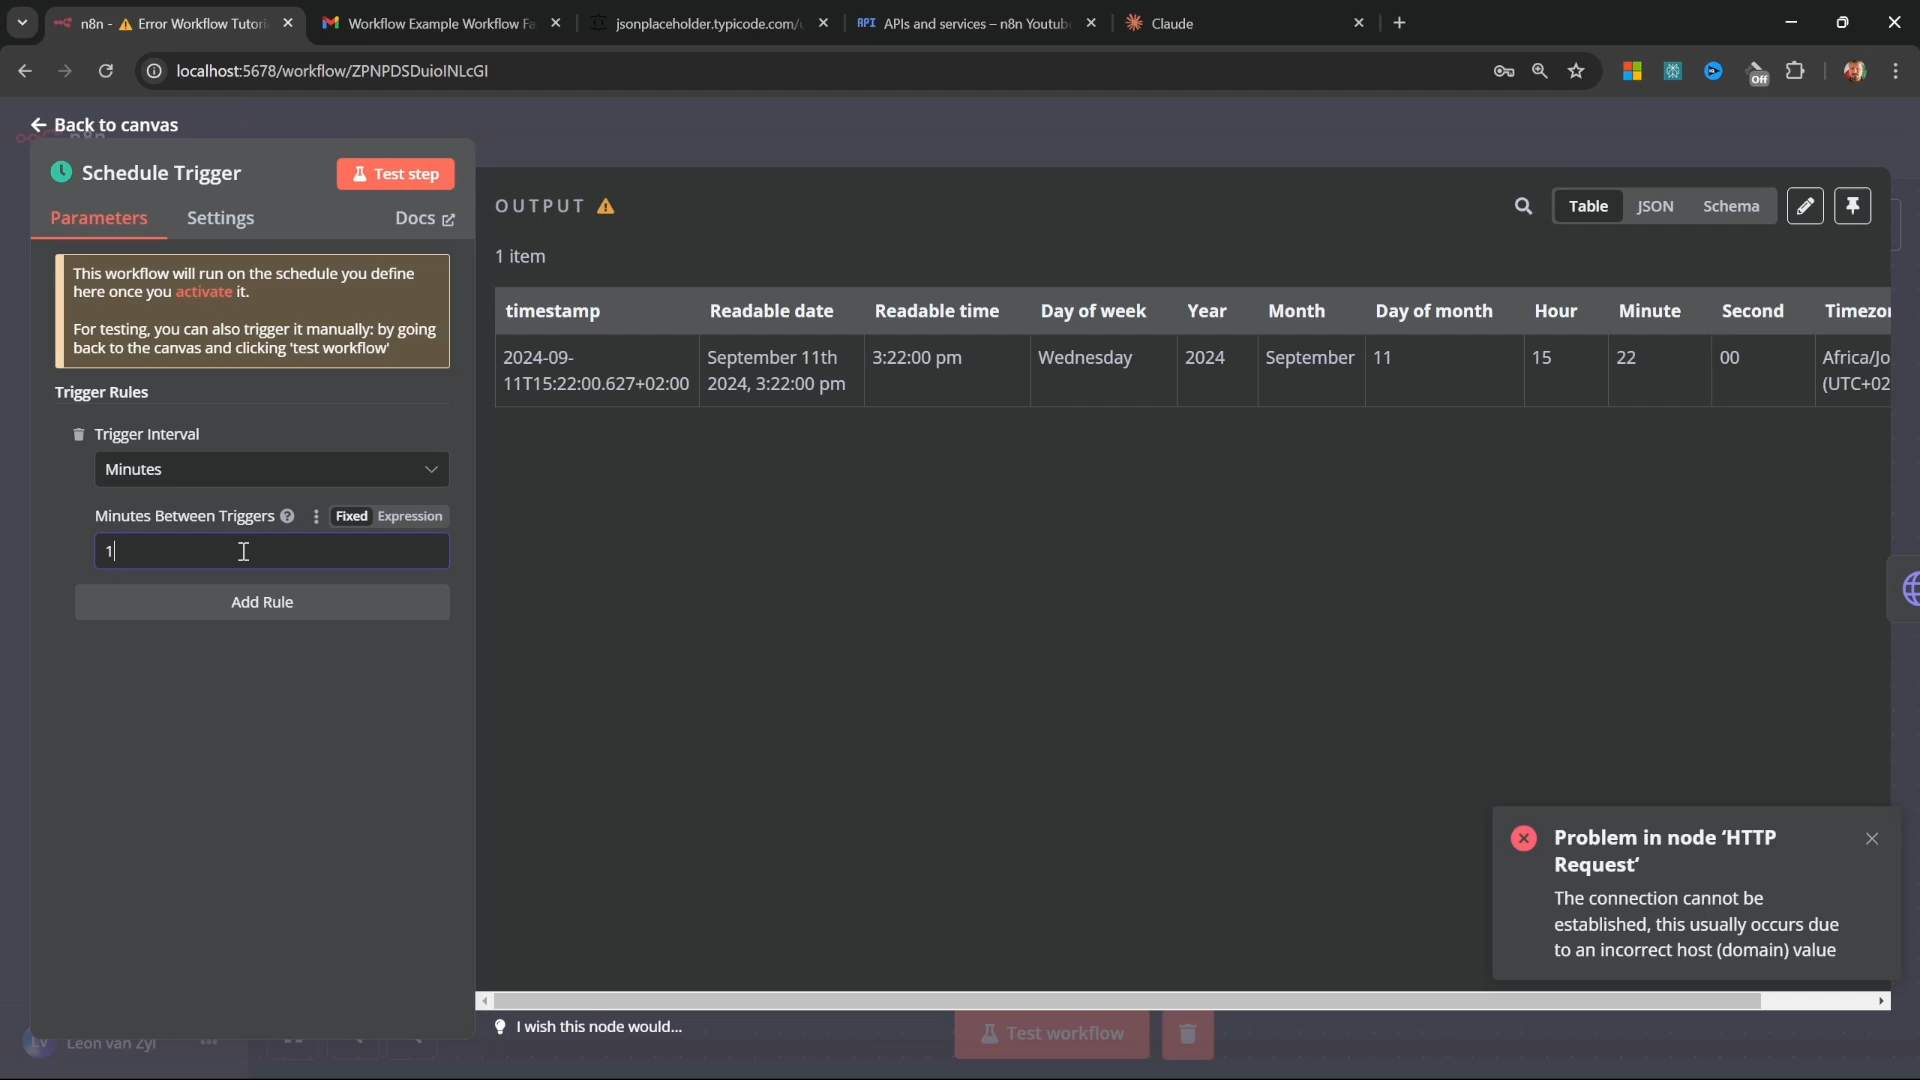 n8n - ⚠ Error Workflow Tutori
Workflow Example Workflow Fa
jsonplaceholder.typicode.com/
API APIs and services – n8n Youtub
Claude
localhost:5678/workflow/ZPNPDSDuioINLcGI
Off
Back to canvas
Schedule Trigger
Test step
Parameters
Settings
Docs
This workflow will run on the schedule you define
here once you activate it.
For testing, you can also trigger it manually: by going
back to the canvas and clicking 'test workflow'
Trigger Rules
Trigger Interval
Minutes
Minutes Between Triggers
Fixed
Expression
1
Add Rule
OUTPUT
Table
JSON
Schema
1 item
timestamp Readable date Readable time Day of week Year Month Day of month Hour Minute Second Timezo
2024-09-
11T15:22:00.627+02:00
September 11th
2024, 3:22:00 pm
3:22:00 pm
Wednesday
2024
September
11
15
22
00
Africa/Jo
(UTC+02
Problem in node ‘HTTP
Request‘
The connection cannot be
established, this usually occurs due
to an incorrect host (domain) value
I wish this node would...
Test workflow
LV Leon van Zyl